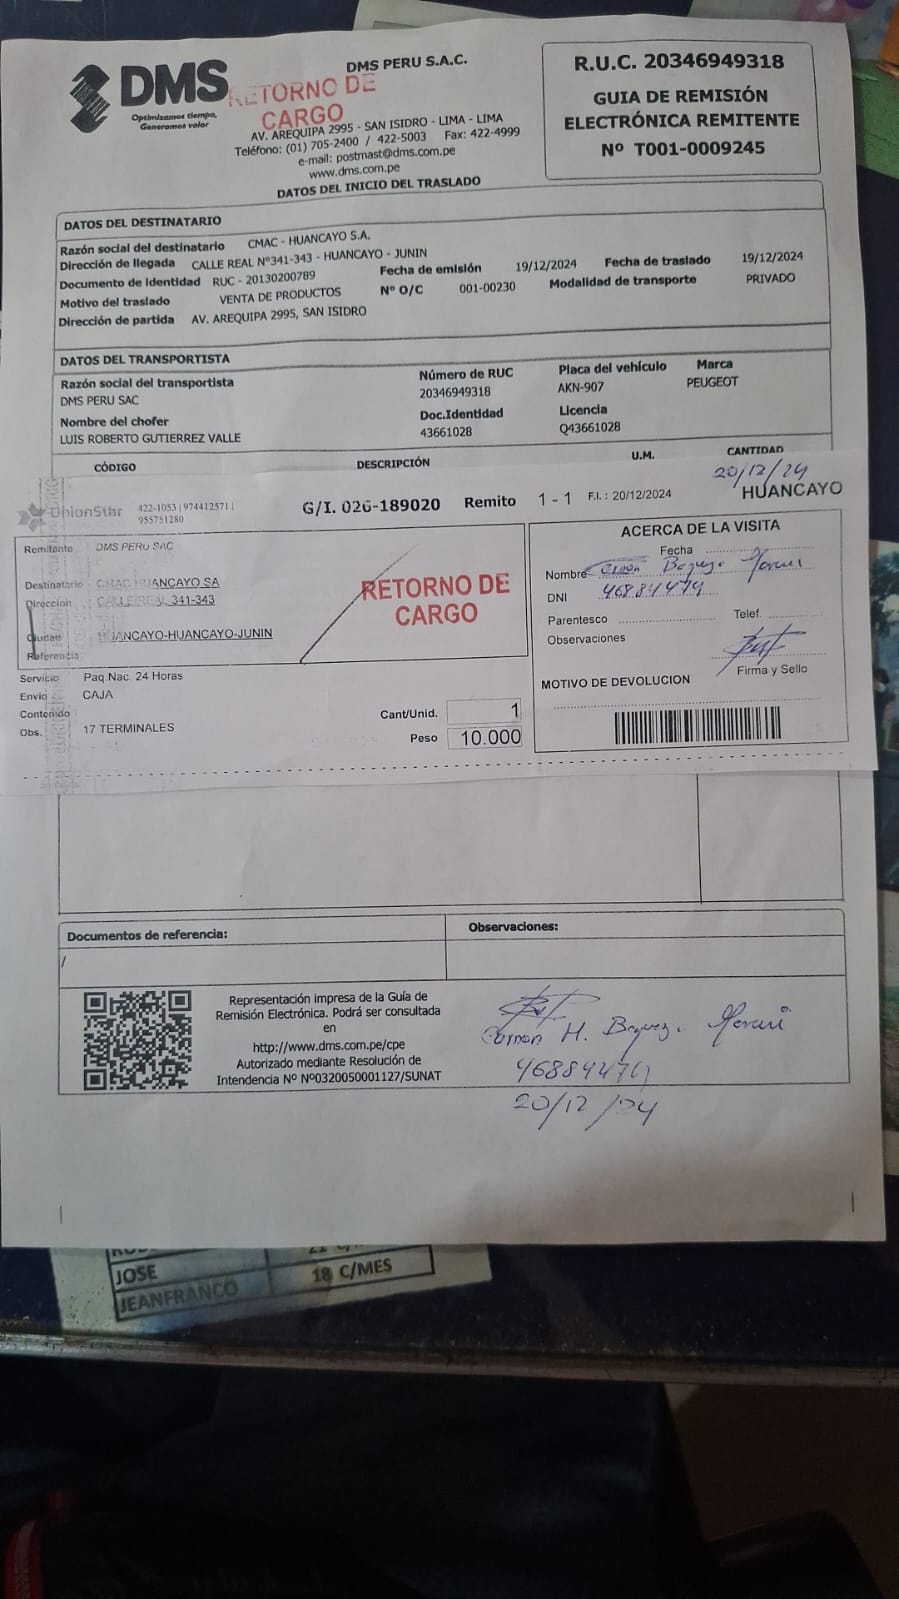 DMS
Optimizamos tiempo,
Generamos valor
DMS PERU S.A.C.
RETORNO DE
CARGO
AV. AREQUIPA 2995 - SAN ISIDRO - LIMA - LIMA
Teléfono: (01) 705-2400 / 422-5003 Fax: 422-4999
e-mail: postmast@dms.com.pe
www.dms.com.pe
DATOS DEL INICIO DEL TRASLADO
R.U.C. 20346949318
GUIA DE REMISIÓN
ELECTRÓNICA REMITENTE
Nº T001-0009245
DATOS DEL DESTINATARIO
Razón social del destinatario CMAC - HUANCAYO S.A.
Dirección de llegada CALLE REAL Nº341-343 - HUANCAYO - JUNIN
Documento de Identidad RUC - 20130200789 Fecha de emisión 19/12/2024 Fecha de traslado 19/12/2024
Motivo del traslado VENTA DE PRODUCTOS Nº O/C 001-00230 Modalidad de transporte PRIVADO
Dirección de partida AV. AREQUIPA 2995, SAN ISIDRO
DATOS DEL TRANSPORTISTA
Razón social del transportista Número de RUC Placa del vehículo Marca
DMS PERU SAC 20346949318 AKN-907 PEUGEOT
Nombre del chofer Doc.Identidad Licencia
LUIS ROBERTO GUTIERREZ VALLE 43661028 Q43661028
CÓDIGO DESCRIPCIÓN U.M. CANTIDAD
20/12/24
UnionStar 422-1053 | 974412571 |
955751280
G/I. 026-189020 Remito 1 - 1 F.I. : 20/12/2024 HUANCAYO
Remitente DMS PERU SAC
Destinatario CMAC HUANCAYO SA
Dirección CALLE REAL 341-343
Ciudad HUANCAYO-HUANCAYO-JUNIN
Referencia
RETORNO DE
CARGO
Servicio Paq Nac. 24 Horas
Envío CAJA
Contenido
Obs. 17 TERMINALES
Cant/Unid. 1
Peso 10.000
ACERCA DE LA VISITA
Fecha
Nombre
DNI 46884479
Parentesco Telef.
Observaciones
Firma y Sello
MOTIVO DE DEVOLUCION
Documentos de referencia: Observaciones:
/
Representación impresa de la Guía de
Remisión Electrónica. Podrá ser consultada
en
http://www.dms.com.pe/cpe
Autorizado mediante Resolución de
Intendencia Nº Nº0320050001127/SUNAT
H.
46884479
20/12/24
JOSE
JEANFRANCO 18 C/MES